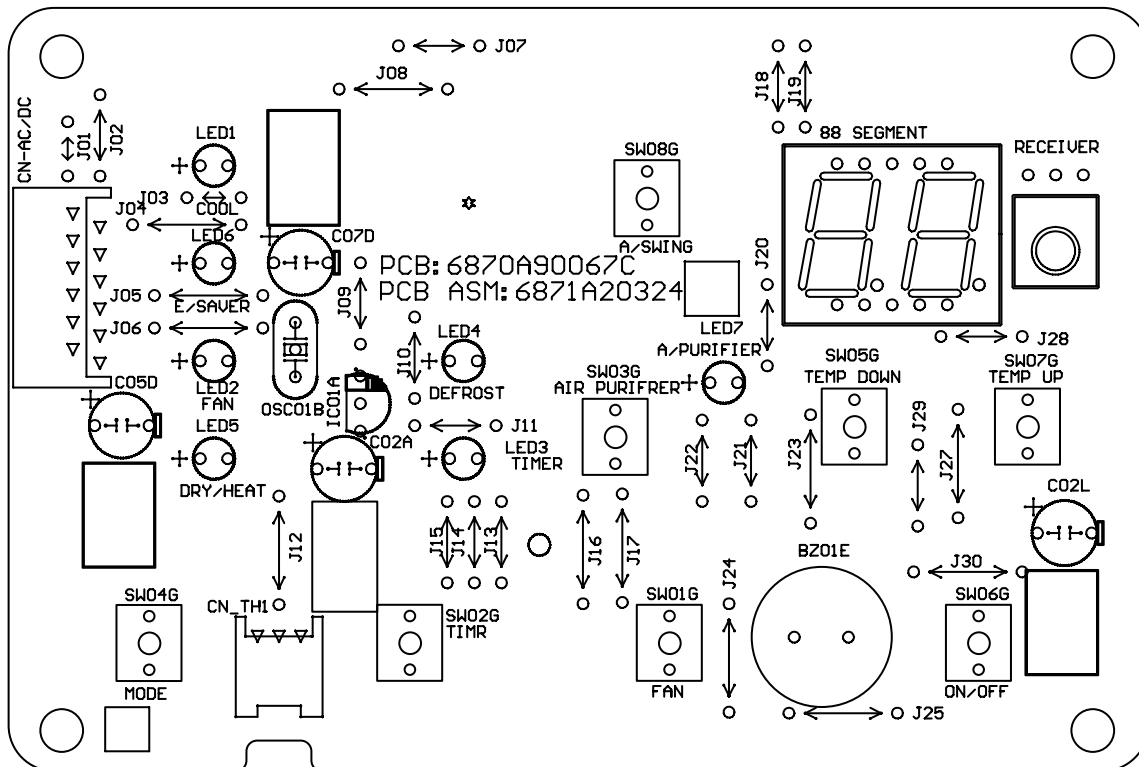 J07
J08
J18
J19
CN-AC/DC
J01
J02
LED1
88 SEGMENT
RECEIVER
SW08G
J03
COOL
J04
LED6
C07D
A/SWING
J20
PCB:6870A90067C
PCB ASM:6871A20324
J05
E/SAVER
J09
J06
LED4
LED7
J28
A/PURIFIER
J10
SW05G
TEMP DOWN
SW07G
TEMP UP
SW03G
AIR PURIFRER
C05D
LED2
FAN
OSC01B
IC01A
DEFROST
J29
LED5
J11
C02A
LED3
TIMER
J22
J21
J23
J27
DRY/HEAT
C02L
J12
J15
J14
J13
J16
J17
BZ01E
J24
J30
SW04G
CN_TH1
SW02G
TIMR
SW01G
SW06G
MODE
FAN
ON/OFF
J25